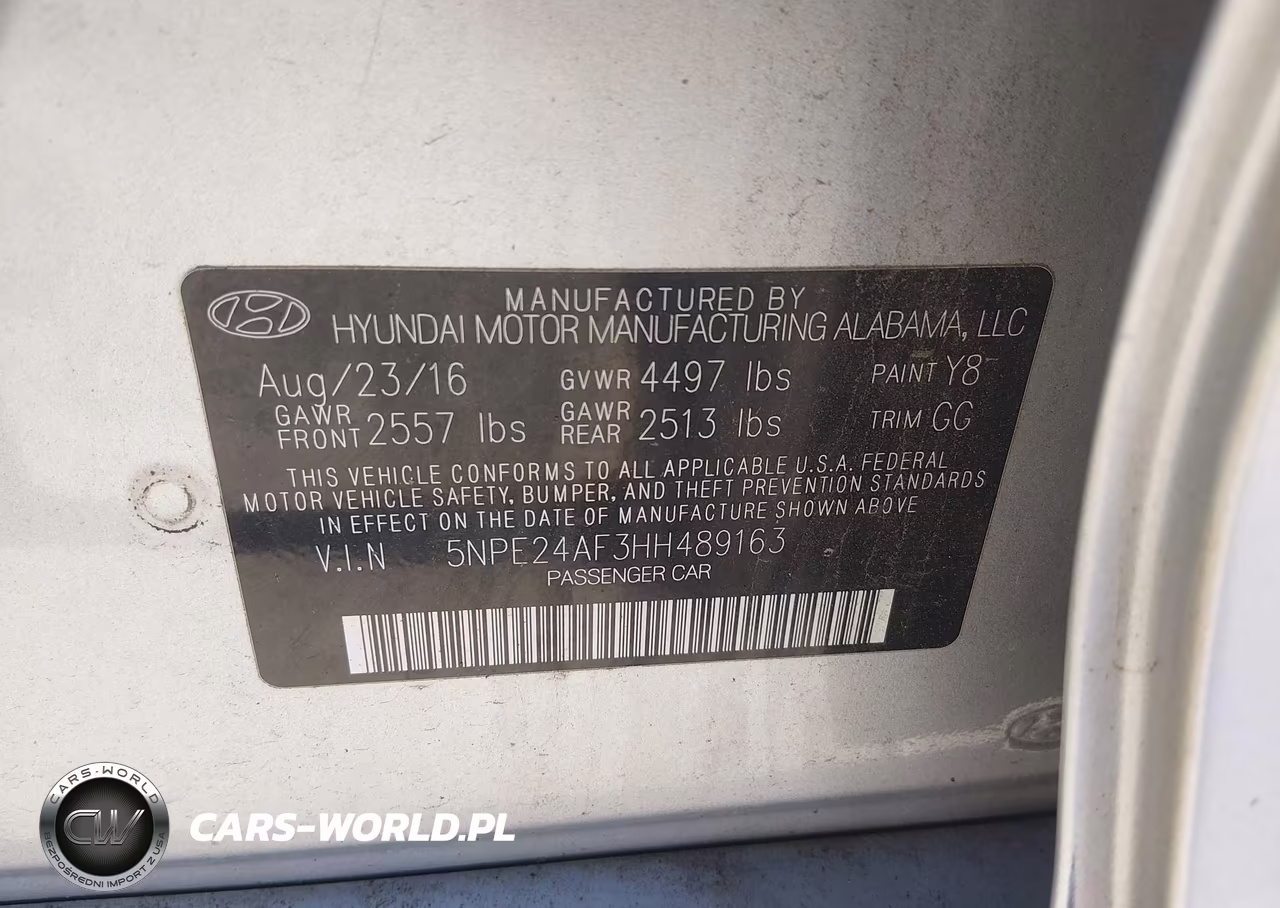 MANUFACTURED BY
HYUNDAI MOTOR MANUFACTURING ALABAMA, LLC
Aug/23/16 GVWR 4497 lbs PAINT Y8
GAWR FRONT 2557 lbs GAWR REAR 2513 lbs TRIM GG
THIS VEHICLE CONFORMS TO ALL APPLICABLE U.S.A. FEDERAL
MOTOR VEHICLE SAFETY, BUMPER, AND THEFT PREVENTION STANDARDS
IN EFFECT ON THE DATE OF MANUFACTURE SHOWN ABOVE
V.I.N 5NPE24AF3HH489163
PASSENGER CAR
CARS-WORLD
CW
BEZPOŚREDNI IMPORT Z USA
CARS-WORLD.PL